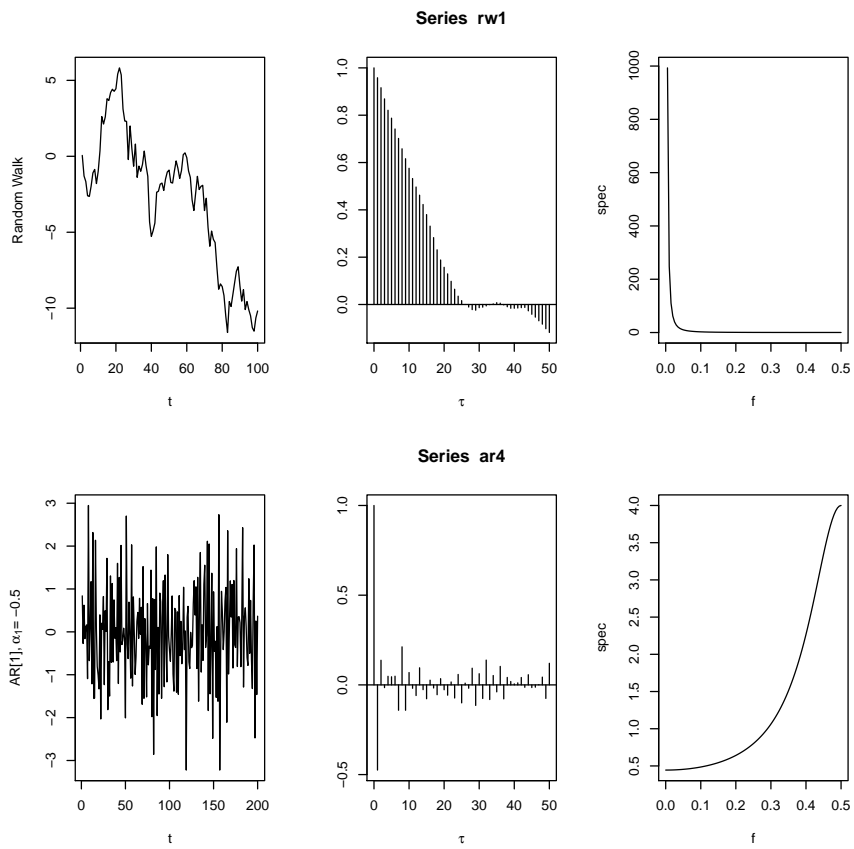 Series rw1
Random Walk
5
0
−5
−10
0 20 40 60 80 100
t
1.0
0.8
0.6
0.4
0.2
0.0
0 10 20 30 40 50
τ
spec
1000
800
600
400
200
0
0.0 0.1 0.2 0.3 0.4 0.5
f
Series ar4
AR[1], α1= −0.5
3
2
1
0
−1
−2
−3
0 50 100 150 200
t
1.0
0.5
0.0
−0.5
0 10 20 30 40 50
τ
spec
4.0
3.5
3.0
2.5
2.0
1.5
1.0
0.5
0.0 0.1 0.2 0.3 0.4 0.5
f